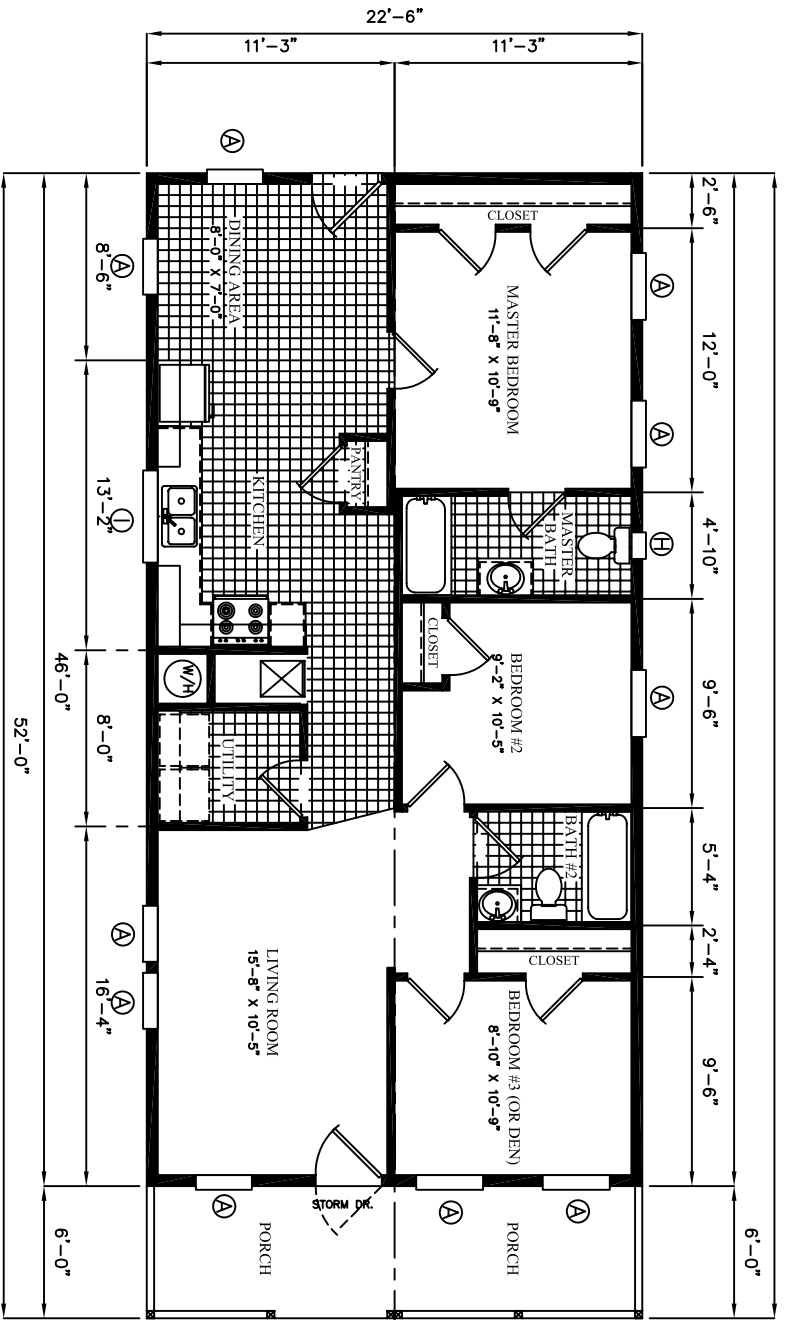 22'-6"
11'-3"
11'-3"
A
2'-6"
12'-0"
4'-10"
9'-6"
5'-4"
2'-4"
9'-6"
6'-0"
8'-6"
13'-2"
8'-0"
16'-4"
46'-0"
52'-0"
6'-0"
A
A
A
H
A
I
A
A
A
A
A
CLOSET
DINING AREA
8'-0" X 7'-0"
MASTER BEDROOM
11'-8" X 10'-9"
PANTRY
KITCHEN
MASTER
BATH
W/H
CLOSET
BEDROOM #2
9'-2" X 10'-5"
UTILITY
BATH #2
CLOSET
LIVING ROOM
15'-8" X 10'-5"
BEDROOM #3 (OR DEN)
8'-10" X 10'-9"
STORM DR.
PORCH
PORCH